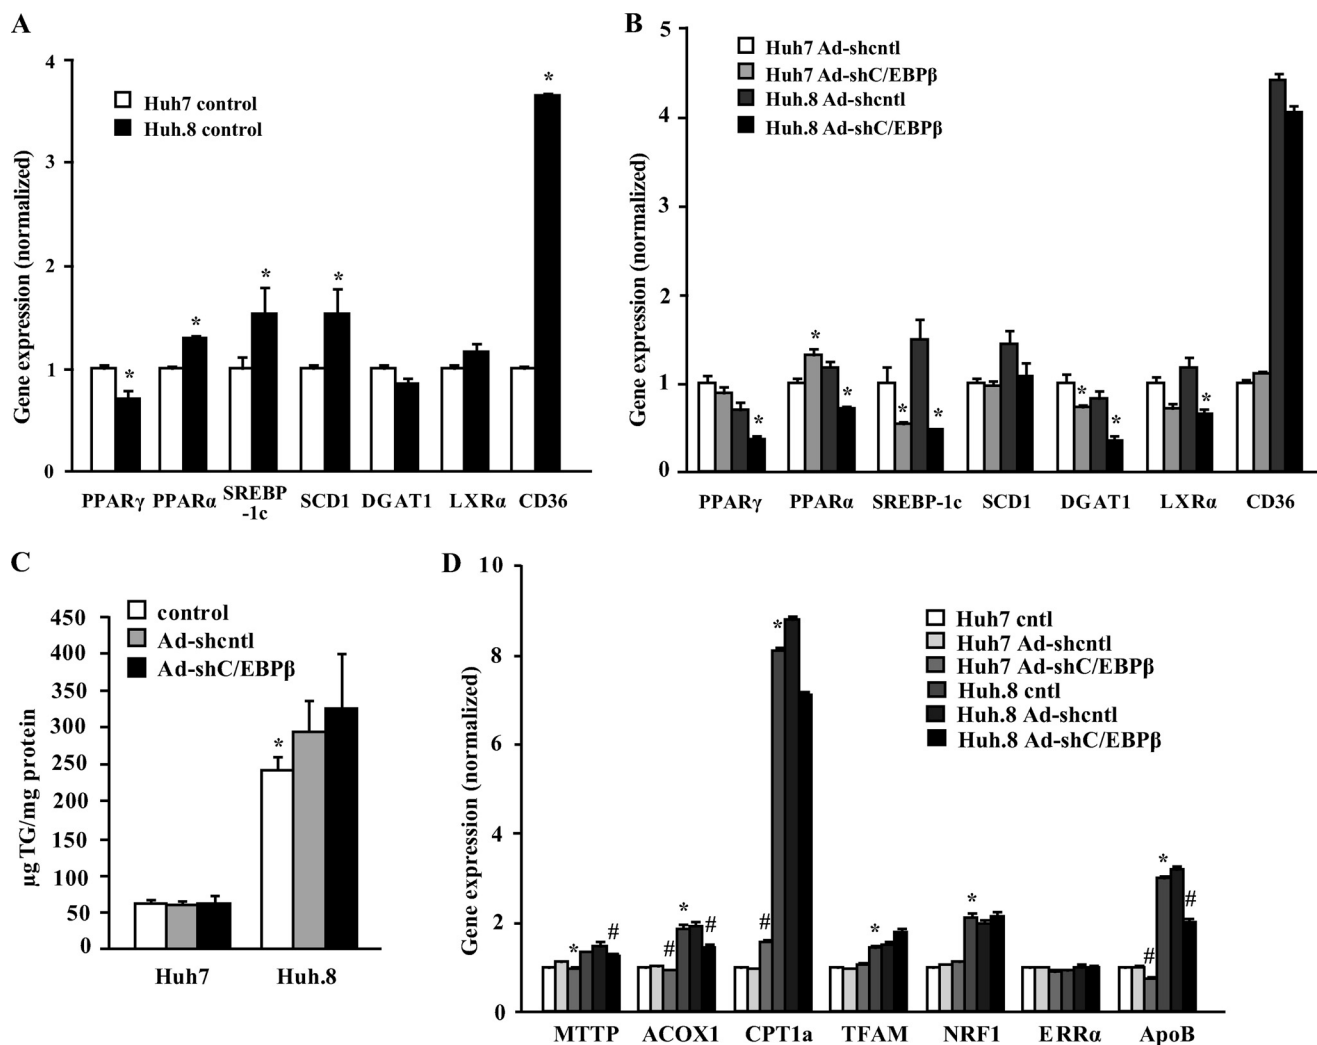 A
Gene expression (normalized)
4
3
2
1
0
Huh7 control
Huh.8 control
*
*
*
*
*
PPARγ PPARα SREBP-1c SCD1 DGAT1 LXRα CD36
B
Gene expression (normalized)
5
4
3
2
1
0
Huh7 Ad-shcntl
Huh7 Ad-shC/EBPβ
Huh.8 Ad-shcntl
Huh.8 Ad-shC/EBPβ
*
*
*
*
*
*
*
*
PPARγ PPARα SREBP-1c SCD1 DGAT1 LXRα CD36
C
µg TG/mg protein
450
400
350
300
250
200
150
100
50
0
control
Ad-shcntl
Ad-shC/EBPβ
*
Huh7 Huh.8
D
Gene expression (normalized)
10
8
6
4
2
0
Huh7 cntl
Huh7 Ad-shcntl
Huh7 Ad-shC/EBPβ
Huh.8 cntl
Huh.8 Ad-shcntl
Huh.8 Ad-shC/EBPβ
* #
# * #
# *
*
*
# * #
MTTP ACOX1 CPT1a TFAM NRF1 ERRα ApoB